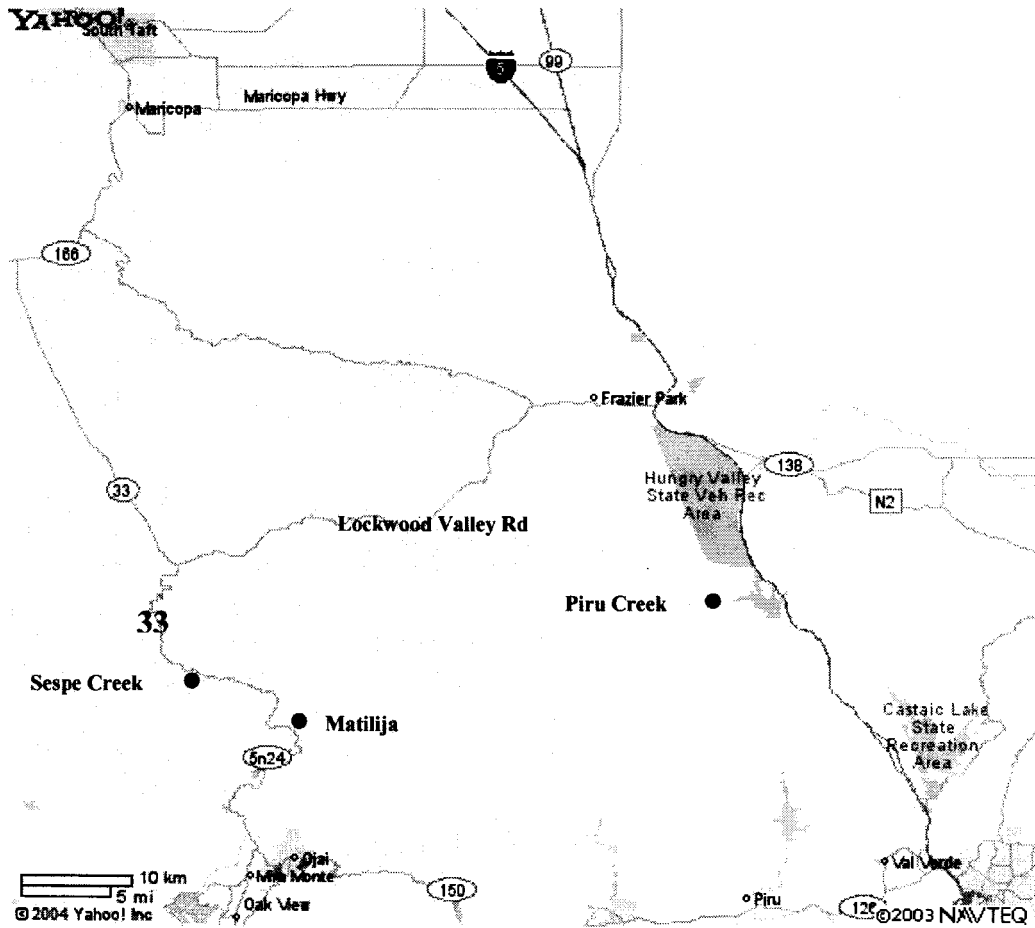 YAHOO!
South Taft
5
99
Maricopa
Maricopa Hwy
166
Frazier Park
138
33
Hungry Valley
State Veh Rec
Area
N2
Lockwood Valley Rd
Piru Creek
33
Sespe Creek
Matilija
Castaic Lake
State
Recreation
Area
5n24
Ojai
Mira Monte
Val Verde
10 km
5 mi
150
Piru
Oak View
126
© 2004 Yahoo! Inc
©2003 NAVTEQ